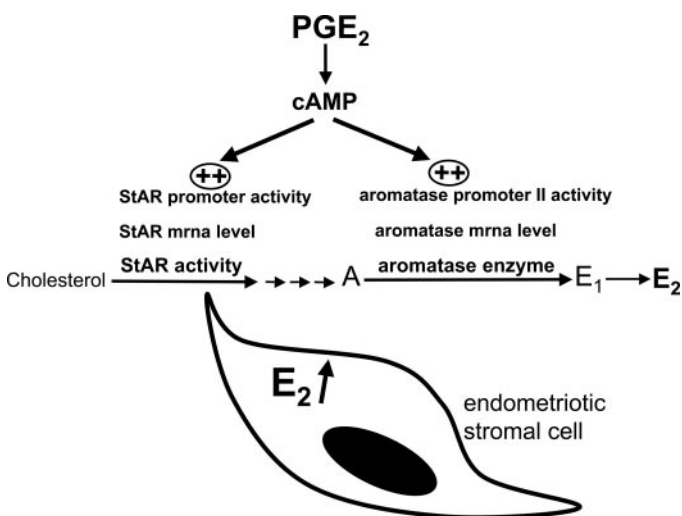 PGE₂
cAMP
++ ++
StAR promoter activity aromatase promoter II activity
StAR mrna level aromatase mrna level
StAR activity aromatase enzyme
Cholesterol A E₁ E₂
E₂
endometriotic
stromal cell